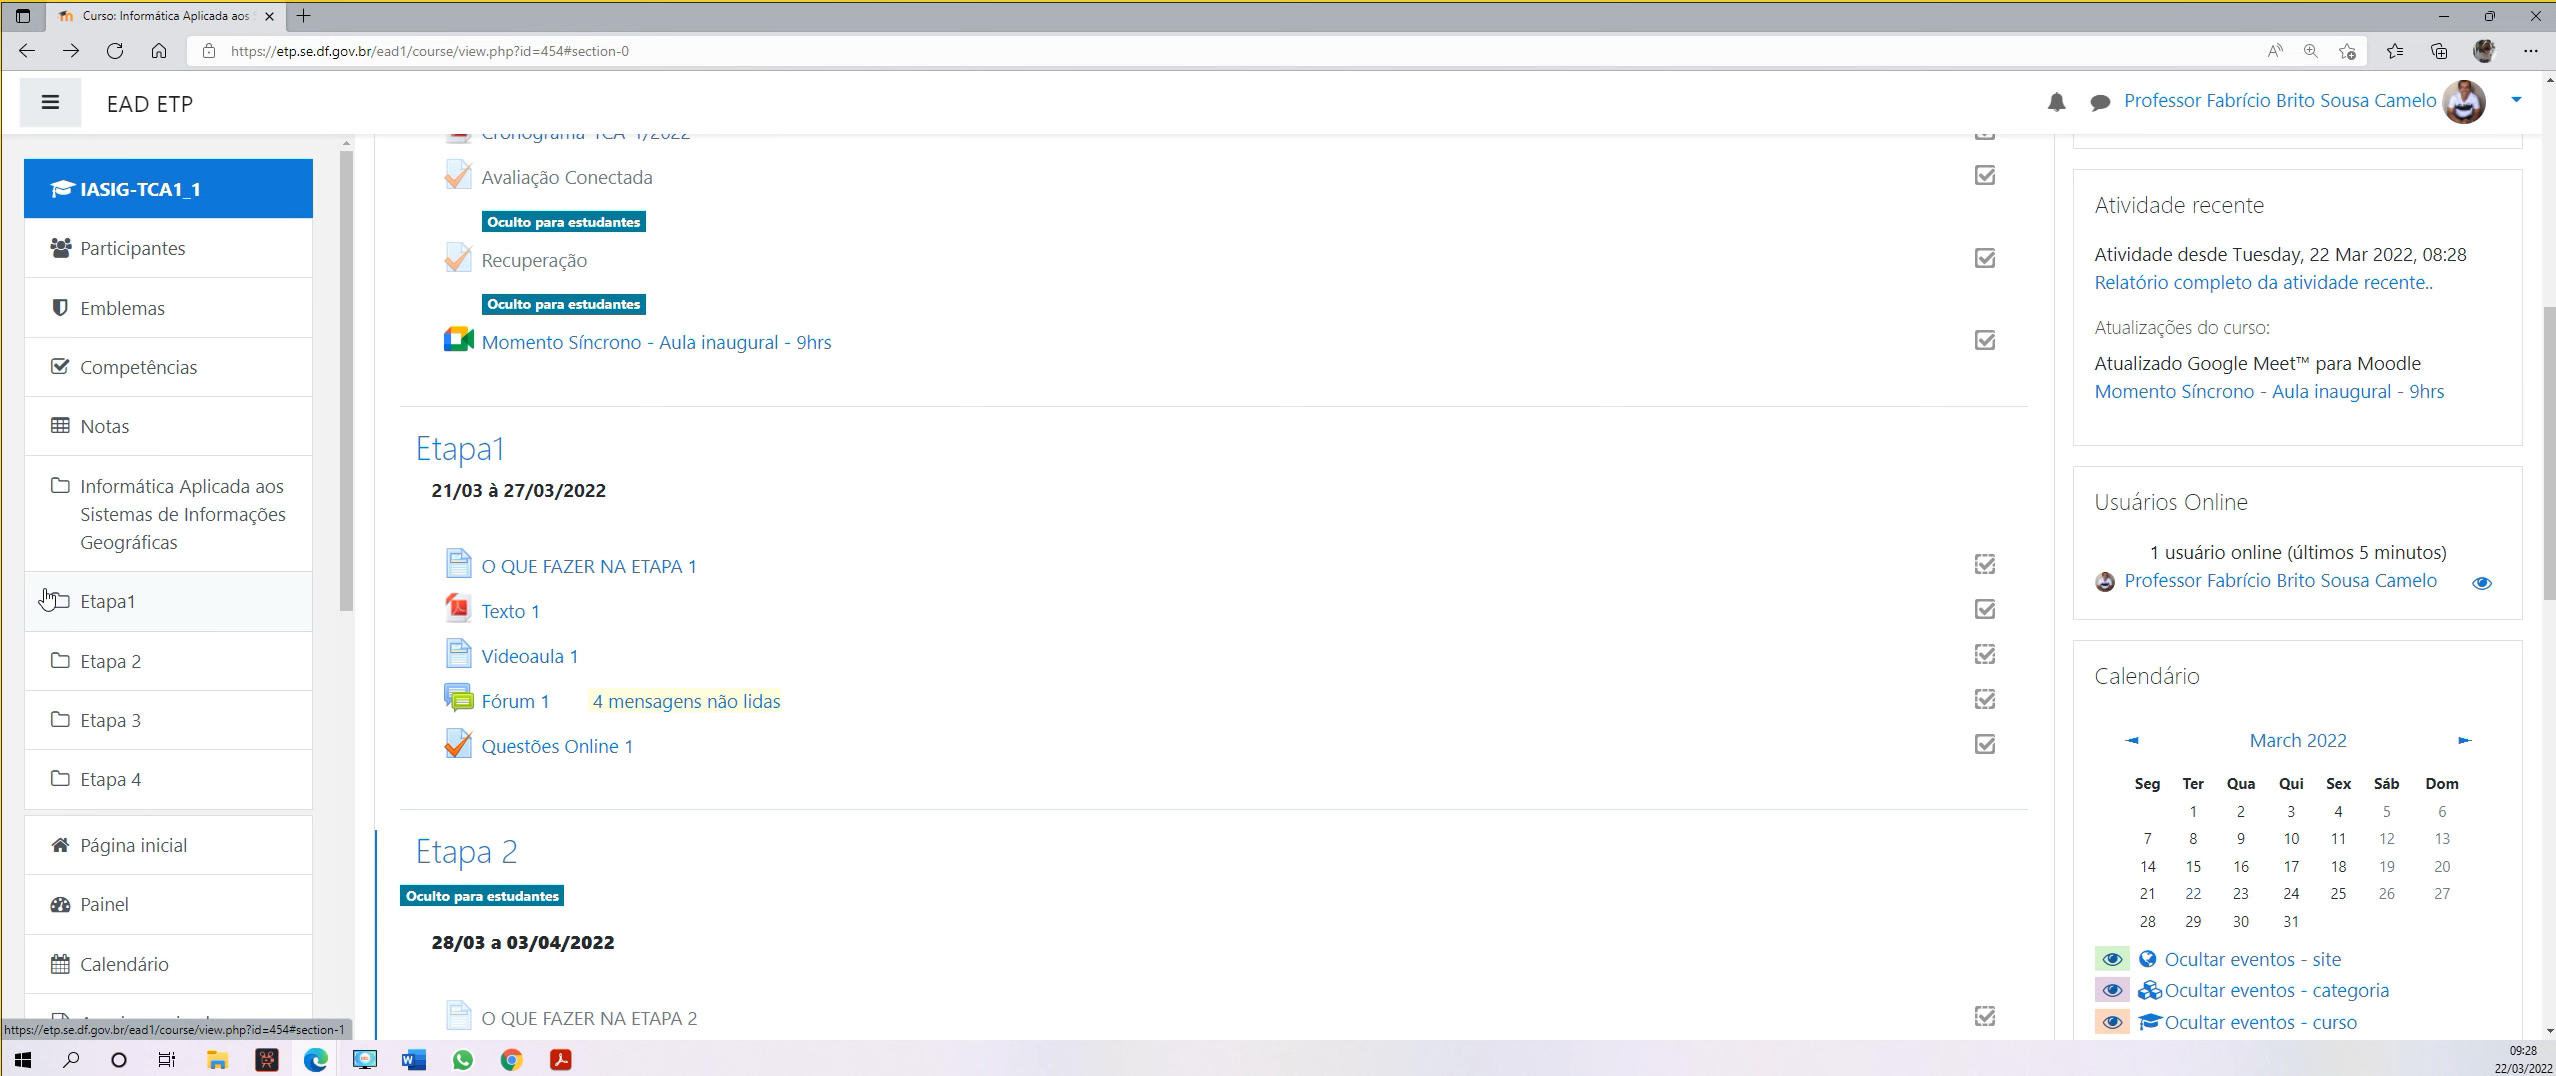 Curso: Informática Aplicada aos
https://etp.se.df.gov.br/ead1/course/view.php?id=454#section-0
EAD ETP
Professor Fabrício Brito Sousa Camelo
IASIG-TCA1_1
Participantes
Emblemas
Competências
Notas
Informática Aplicada aos
Sistemas de Informações
Geográficas
Etapa1
Etapa 2
Etapa 3
Etapa 4
Página inicial
Painel
Calendário
https://etp.se.df.gov.br/ead1/course/view.php?id=454#section-1
Cronograma TCA 1/2022
Avaliação Conectada
Oculto para estudantes
Recuperação
Oculto para estudantes
Momento Síncrono - Aula inaugural - 9hrs
Etapa1
21/03 à 27/03/2022
O QUE FAZER NA ETAPA 1
Texto 1
Videoaula 1
Fórum 1 4 mensagens não lidas
Questões Online 1
Etapa 2
Oculto para estudantes
28/03 a 03/04/2022
O QUE FAZER NA ETAPA 2
Atividade recente
Atividade desde Tuesday, 22 Mar 2022, 08:28
Relatório completo da atividade recente..
Atualizações do curso:
Atualizado Google Meet™ para Moodle
Momento Síncrono - Aula inaugural - 9hrs
Usuários Online
1 usuário online (últimos 5 minutos)
Professor Fabrício Brito Sousa Camelo
Calendário
◄ March 2022 ►
Seg Ter Qua Qui Sex Sáb Dom
1 2 3 4 5 6
7 8 9 10 11 12 13
14 15 16 17 18 19 20
21 22 23 24 25 26 27
28 29 30 31
Ocultar eventos - site
Ocultar eventos - categoria
Ocultar eventos - curso
09:28
22/03/2022